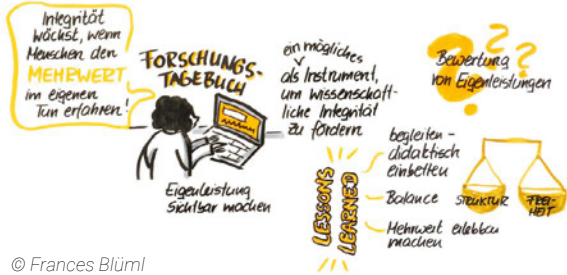 Integrität
wächst, wenn
Menschen den
MEHRWERT
im eigenen
Tun erfahren!
FORSCHUNGS-
TAGEBUCH
Eigenleistung
Sichtbar machen
ein mögliches
als Instrument,
um wissenschaft-
liche Integrität
zu fördern
???
Bewertung
von Eigenleistungen
LESSONS
LEARNED
begleiten -
didaktisch
einbetten
Balance
Mehrwert erlebbar
machen
STRUKTUR
FREI-
HEIT
© Frances Blüml